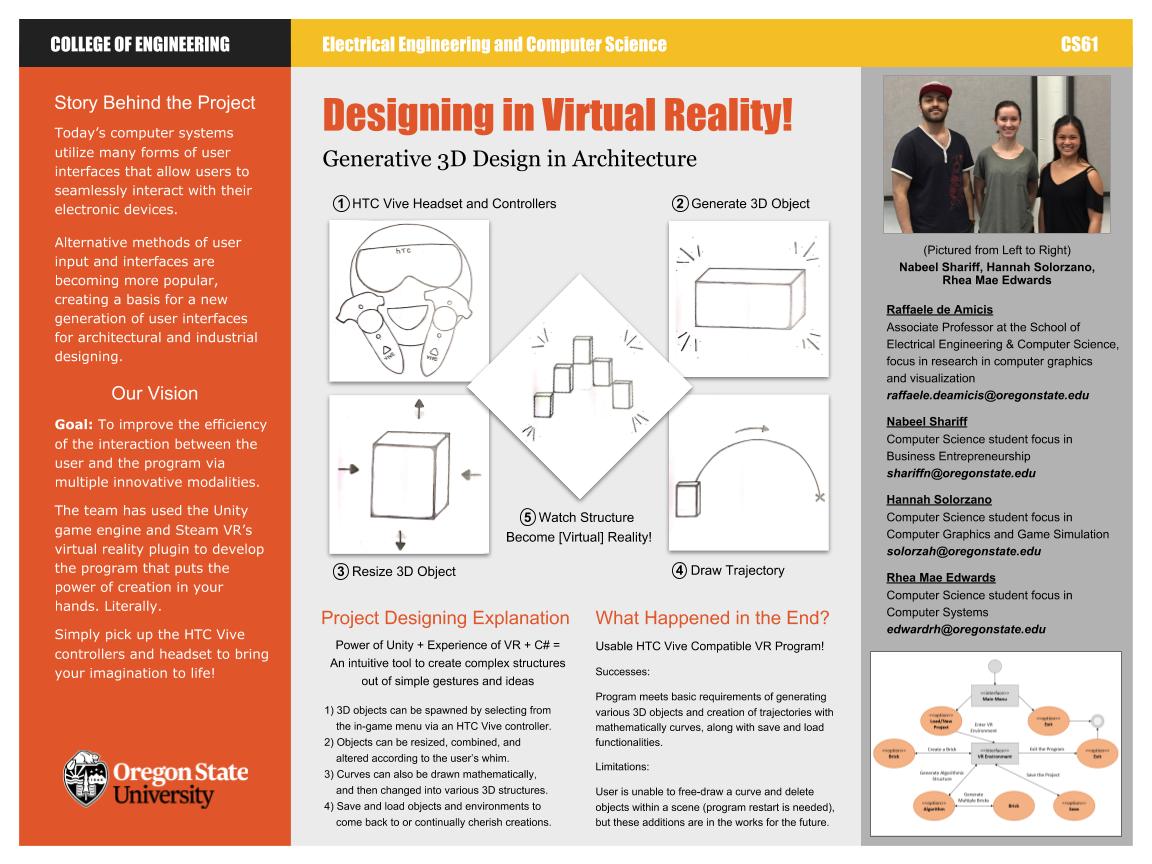 COLLEGE OF ENGINEERING
Electrical Engineering and Computer Science
CS61
Story Behind the Project
Today's computer systems
utilize many forms of user
interfaces that allow users to
seamlessly interact with their
electronic devices.
Alternative methods of user
input and interfaces are
becoming more popular,
creating a basis for a new
generation of user interfaces
for architectural and industrial
designing.
Our Vision
Goal: To improve the efficiency
of the interaction between the
user and the program via
multiple innovative modalities.
The team has used the Unity
game engine and Steam VR's
virtual reality plugin to develop
the program that puts the
power of creation in your
hands. Literally.
Simply pick up the HTC Vive
controllers and headset to bring
your imagination to life!
Oregon State
University
Designing in Virtual Reality!
Generative 3D Design in Architecture
1 HTC Vive Headset and Controllers
hTC
VIVE
VIVE
2 Generate 3D Object
3 Resize 3D Object
4 Draw Trajectory
5 Watch Structure
Become [Virtual] Reality!
Project Designing Explanation
Power of Unity + Experience of VR + C# =
An intuitive tool to create complex structures
out of simple gestures and ideas
1) 3D objects can be spawned by selecting from
the in-game menu via an HTC Vive controller.
2) Objects can be resized, combined, and
altered according to the user's whim.
3) Curves can also be drawn mathematically,
and then changed into various 3D structures.
4) Save and load objects and environments to
come back to or continually cherish creations.
What Happened in the End?
Usable HTC Vive Compatible VR Program!
Successes:
Program meets basic requirements of generating
various 3D objects and creation of trajectories with
mathematically curves, along with save and load
functionalities.
Limitations:
User is unable to free-draw a curve and delete
objects within a scene (program restart is needed),
but these additions are in the works for the future.
(Pictured from Left to Right)
Nabeel Shariff, Hannah Solorzano,
Rhea Mae Edwards
Raffaele de Amicis
Associate Professor at the School of
Electrical Engineering & Computer Science,
focus in research in computer graphics
and visualization
raffaele.deamicis@oregonstate.edu
Nabeel Shariff
Computer Science student focus in
Business Entrepreneurship
shariffn@oregonstate.edu
Hannah Solorzano
Computer Science student focus in
Computer Graphics and Game Simulation
solorzah@oregonstate.edu
Rhea Mae Edwards
Computer Science student focus in
Computer Systems
edwardrh@oregonstate.edu
<<interface>>
Main Menu
<<option>>
Load/New
Project
<<option>>
Exit
Enter VR
Environment
<<option>>
Brick
Create a Brick
<<interface>>
VR Environment
Exit the Program
<<option>>
Exit
Generate Algorithmic
Structure
Save the Project
Generate
Multiple Bricks
<<option>>
Algorithm
Brick
<<option>>
Save